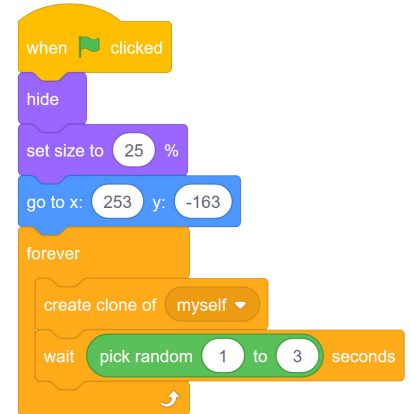 when clicked
hide
set size to 25 %
go to x: 253 y: -163
forever
create clone of myself
wait pick random 1 to 3 seconds